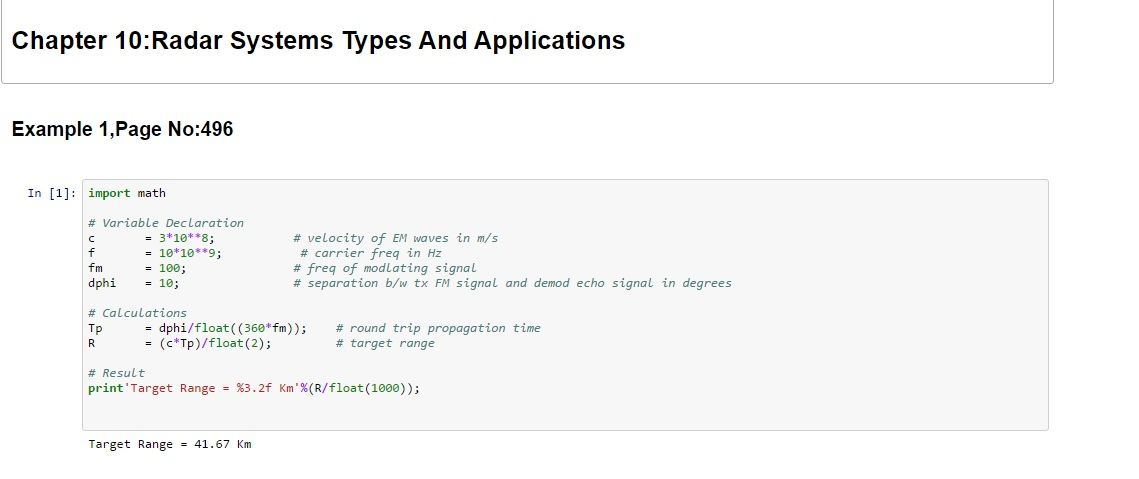 Chapter 10:Radar Systems Types And Applications
Example 1,Page No:496
In [1]: import math
# Variable Declaration
c = 3*10**8; # velocity of EM waves in m/s
f = 10*10**9; # carrier freq in Hz
fm = 100; # freq of modlating signal
dphi = 10; # separation b/w tx FM signal and demod echo signal in degrees
# Calculations
Tp = dphi/float((360*fm)); # round trip propagation time
R = (c*Tp)/float(2); # target range
# Result
print'Target Range = %3.2f Km'%(R/float(1000));
Target Range = 41.67 Km